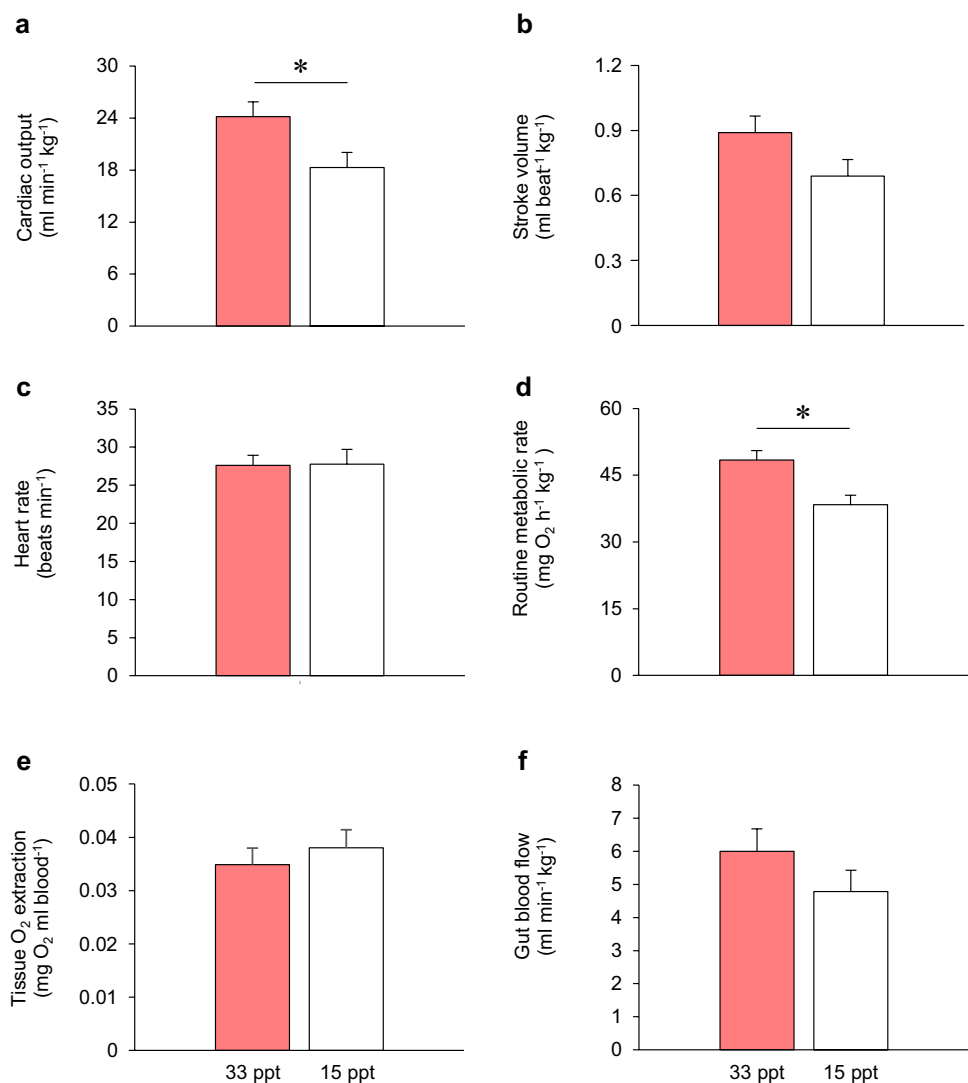 a
Cardiac output
(ml min⁻¹ kg⁻¹)
30
24
18
12
6
0
*
b
Stroke volume
(ml beat⁻¹ kg⁻¹)
1.2
0.9
0.6
0.3
0
c
Heart rate
(beats min⁻¹)
35
30
25
20
15
10
5
0
d
Routine metabolic rate
(mg O₂ h⁻¹ kg⁻¹ )
60
45
30
15
0
*
e
Tissue O₂ extraction
(mg O₂ ml blood⁻¹)
0.05
0.04
0.03
0.02
0.01
0
33 ppt
15 ppt
f
Gut blood flow
(ml min⁻¹ kg⁻¹)
8
7
6
5
4
3
2
1
0
33 ppt
15 ppt